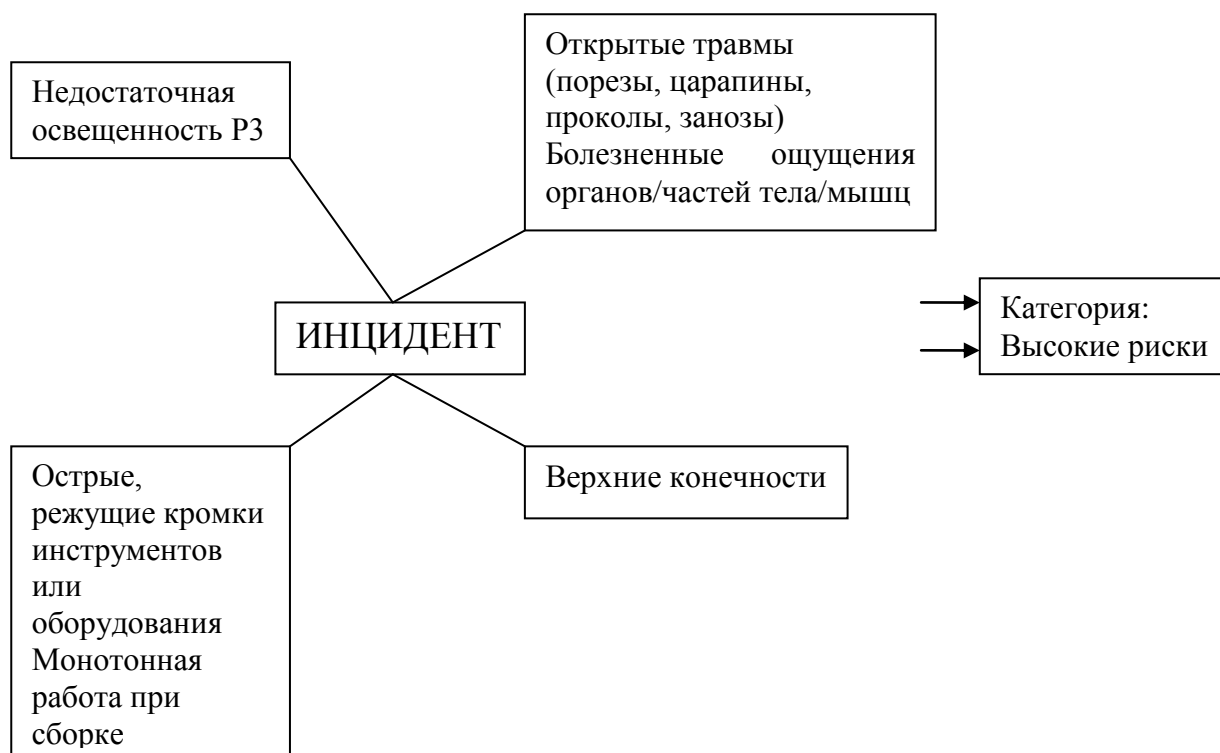 Недостаточная
освещенность РЗ
Открытые травмы
(порезы, царапины,
проколы, занозы)
Болезненные ощущения
органов/частей тела/мышц
ИНЦИДЕНТ
Категория:
Высокие риски
Острые,
режущие кромки
инструментов
или
оборудования
Монотонная
работа при
сборке
Верхние конечности